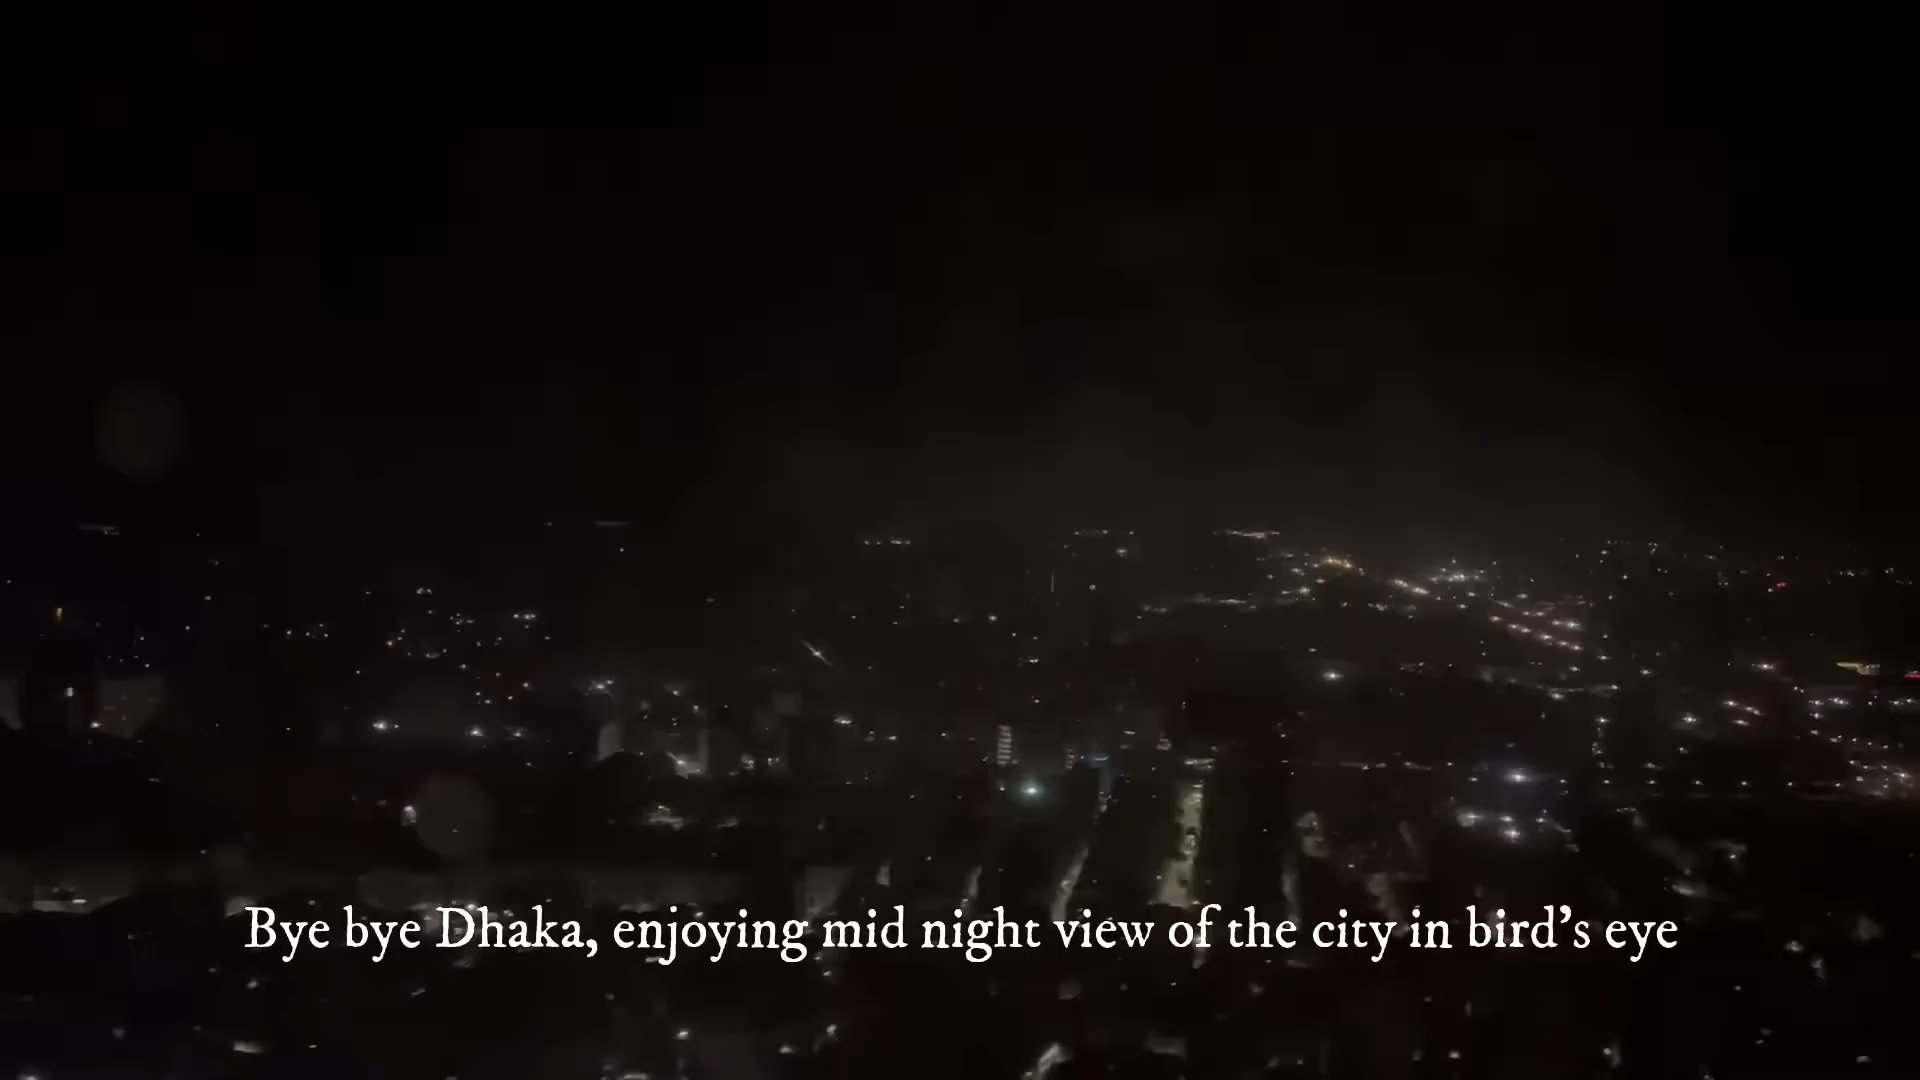 Bye bye Dhaka, enjoying mid night view of the city in bird’s eye